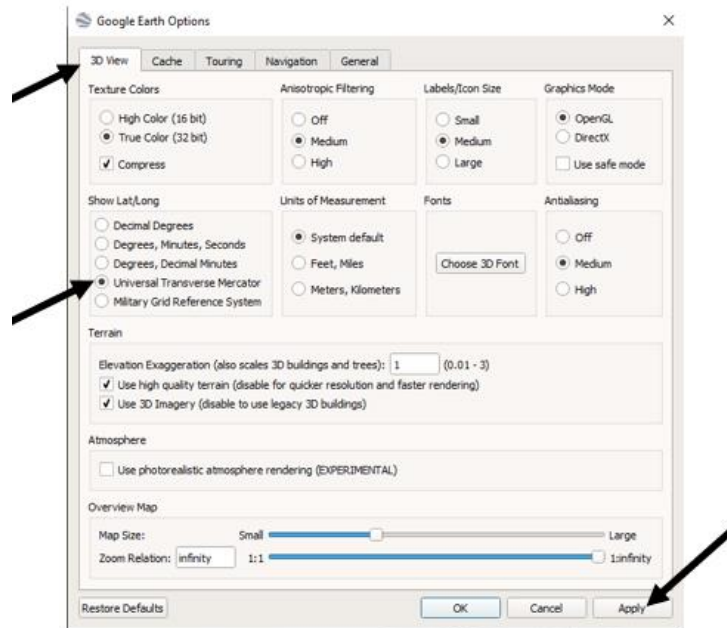 Google Earth Options
3D View Cache Touring Navigation General
Texture Colors
High Color (16 bit)
True Color (32 bit)
Compress
Anisotropic Filtering
Off
Medium
High
Labels/Icon Size
Small
Medium
Large
Graphics Mode
OpenGL
DirectX
Use safe mode
Show Lat/Long
Decimal Degrees
Degrees, Minutes, Seconds
Degrees, Decimal Minutes
Universal Transverse Mercator
Military Grid Reference System
Units of Measurement
System default
Feet, Miles
Meters, Kilometers
Fonts
Choose 3D Font
Antialiasing
Off
Medium
High
Terrain
Elevation Exaggeration (also scales 3D buildings and trees): 1 (0.01 - 3)
Use high quality terrain (disable for quicker resolution and faster rendering)
Use 3D Imagery (disable to use legacy 3D buildings)
Atmosphere
Use photorealistic atmosphere rendering (EXPERIMENTAL)
Overview Map
Map Size: Small Large
Zoom Relation: infinity 1:1 1:infinity
Restore Defaults OK Cancel Apply